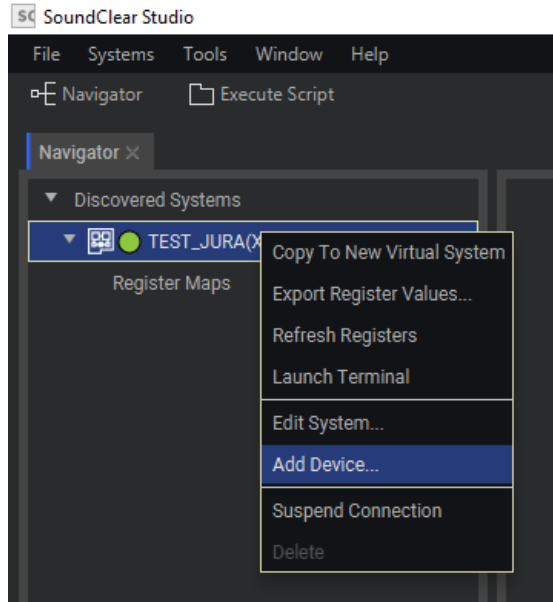 SC SoundClear Studio
File Systems Tools Window Help
Navigator Execute Script
Navigator
Discovered Systems
TEST_JURA(X
Register Maps
Copy To New Virtual System
Export Register Values...
Refresh Registers
Launch Terminal
Edit System...
Add Device...
Suspend Connection
Delete